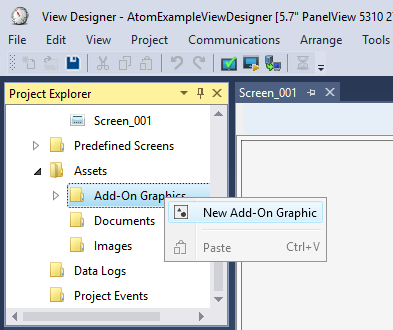 View Designer - AtomExampleViewDesigner [5.7" PanelView 5310 2
File Edit View Project Communications Arrange Tools
Project Explorer
Screen_001
Screen_001
Predefined Screens
Assets
Add-On Graphics
New Add-On Graphic
Documents
Paste Ctrl+V
Images
Data Logs
Project Events